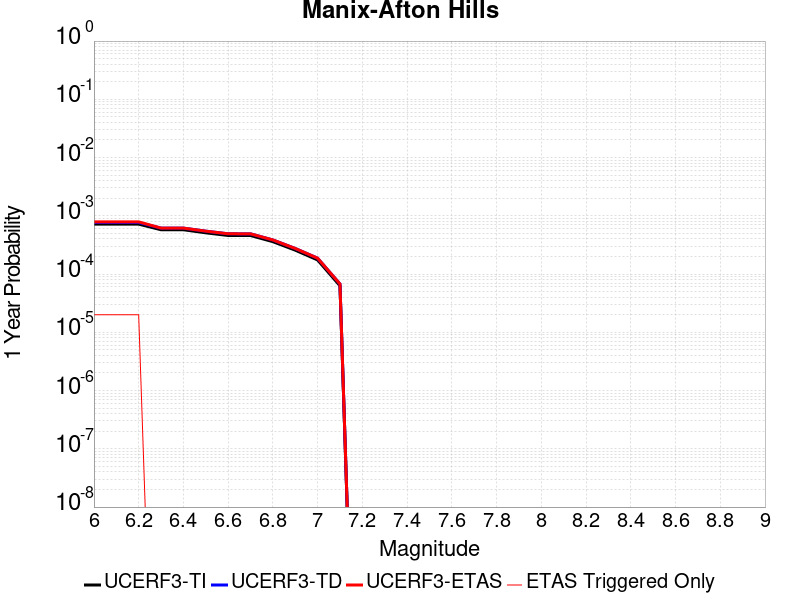 Manix-Afton Hills
1 Year Probability
10^0
10^-1
10^-2
10^-3
10^-4
10^-5
10^-6
10^-7
10^-8
6 6.2 6.4 6.6 6.8 7 7.2 7.4 7.6 7.8 8 8.2 8.4 8.6 8.8 9
Magnitude
UCERF3-TI UCERF3-TD UCERF3-ETAS ETAS Triggered Only